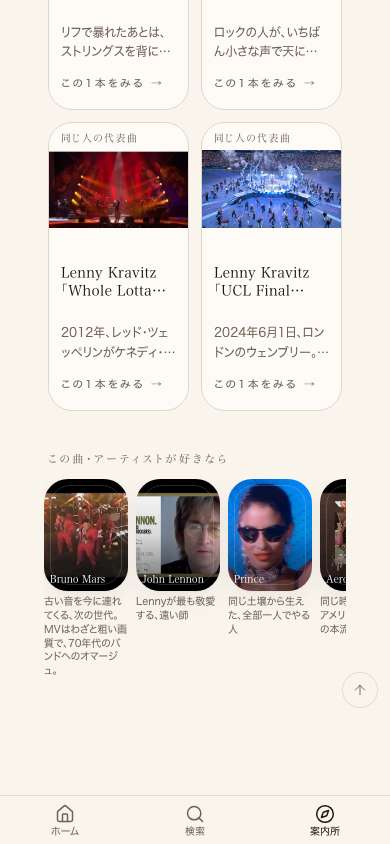 リフで暴れたあとは、
ストリングスを背に…
この1本をみる →
ロックの人が、いちば
ん小さな声で天に…
この1本をみる →
同じ人の代表曲
Lenny Kravitz
「Whole Lotta…
2012年、レッド・ツェ
ッペリンがケネディ・…
この1本をみる →
同じ人の代表曲
Lenny Kravitz
「UCL Final…
2024年6月1日、ロン
ドンのウェンブリー。…
この1本をみる →
この曲・アーティストが好きなら
Bruno Mars
古い音を今に連れ
てくる、次の世代。
MVはわざと粗い画
質で、70年代のバ
ンドへのオマージ
ュ。
NNON.
John Lennon
Lennyが最も敬愛
する、遠い師
Prince
同じ土壌から生え
た、全部一人でやる
人
Aero
同じ時
アメリ
の本流
ホーム
検索
案内所